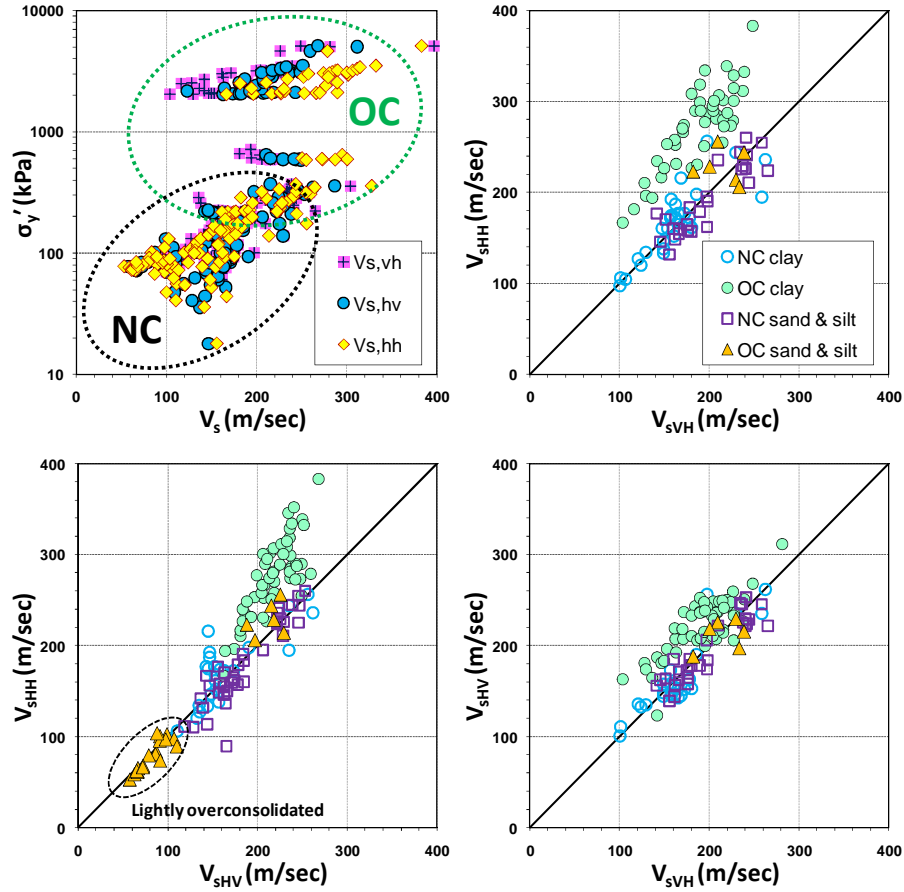 10000
1000
100
10
σy' (kPa)
OC
NC
Vs,vh
Vs,hv
Vs,hh
0 100 200 300 400
Vs (m/sec)
400
300
200
100
0
VsHH (m/sec)
NC clay
OC clay
NC sand & silt
OC sand & silt
0 100 200 300 400
VsVH (m/sec)
400
300
200
100
0
VsHH (m/sec)
Lightly overconsolidated
0 100 200 300 400
VsHV (m/sec)
400
300
200
100
0
VsHV (m/sec)
0 100 200 300 400
VsVH (m/sec)